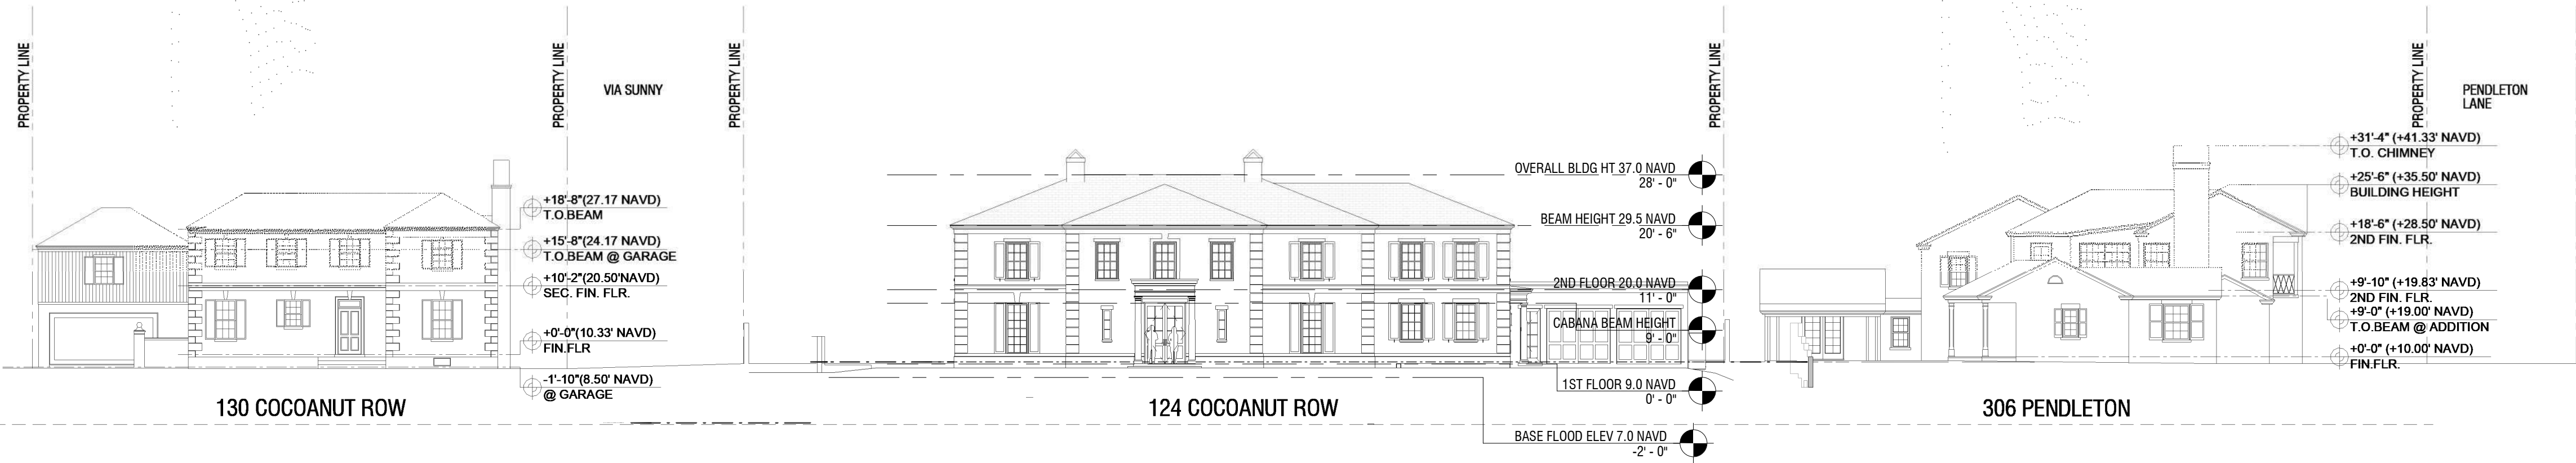 PROPERTY LINE
PROPERTY LINE
VIA SUNNY
PROPERTY LINE
+18'-8"(27.17 NAVD)
T.O.BEAM
+15'-8"(24.17 NAVD)
T.O.BEAM @ GARAGE
+10'-2"(20.50'NAVD)
SEC. FIN. FLR.
+0'-0"(10.33' NAVD)
FIN.FLR
-1'-10"(8.50' NAVD)
@ GARAGE
130 COCOANUT ROW
PROPERTY LINE
OVERALL BLDG HT 37.0 NAVD
28' - 0"
BEAM HEIGHT 29.5 NAVD
20' - 6"
2ND FLOOR 20.0 NAVD
11' - 0"
CABANA BEAM HEIGHT
9' - 0"
1ST FLOOR 9.0 NAVD
0' - 0"
BASE FLOOD ELEV 7.0 NAVD
-2' - 0"
124 COCOANUT ROW
PROPERTY LINE
PENDLETON
LANE
+31'-4" (+41.33' NAVD)
T.O. CHIMNEY
+25'-6" (+35.50' NAVD)
BUILDING HEIGHT
+18'-6" (+28.50' NAVD)
2ND FIN. FLR.
+9'-10" (+19.83' NAVD)
2ND FIN. FLR.
+9'-0" (+19.00' NAVD)
T.O.BEAM @ ADDITION
+0'-0" (+10.00' NAVD)
FIN.FLR.
306 PENDLETON